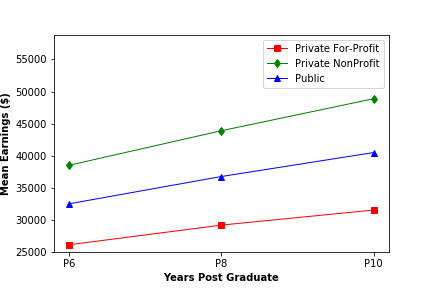 Private For-Profit
Private NonProfit
Public
55000
50000
45000
40000
35000
30000
25000
Mean Earnings ($)
P6
P8
P10
Years Post Graduate